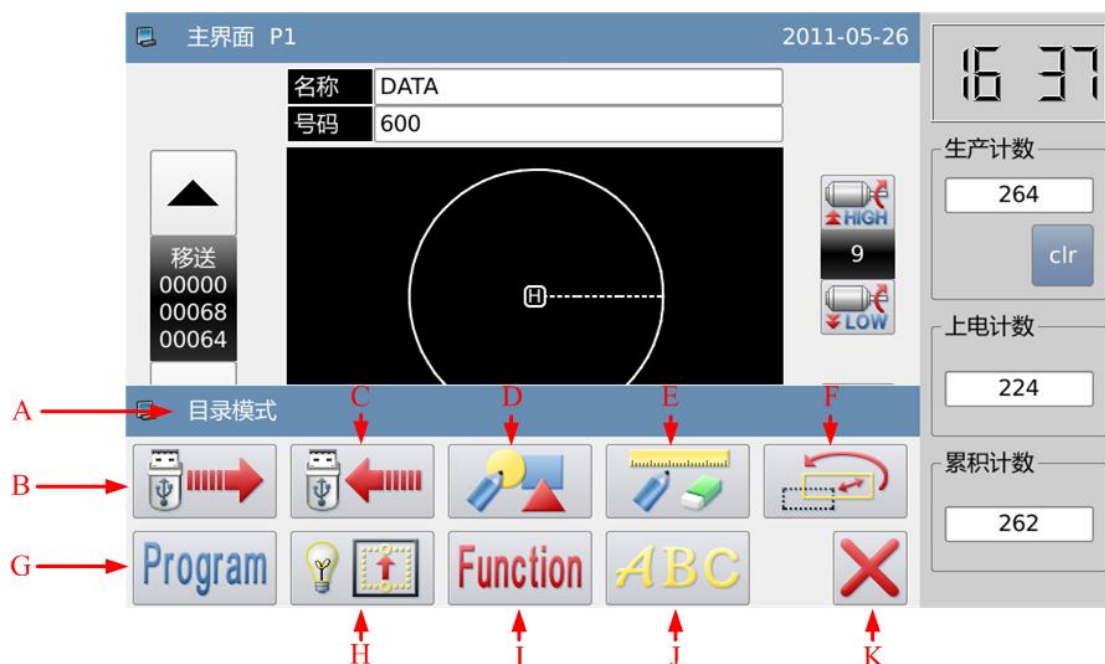 主界面 P1
2011-05-26
16 37
名称 DATA
号码 600
移送
00000
00068
00064
HIGH
9
LOW
生产计数
264
clr
上电计数
224
累积计数
262
A
目录模式
C
D
E
F
B
G
Program
Function
ABC
H
I
J
K